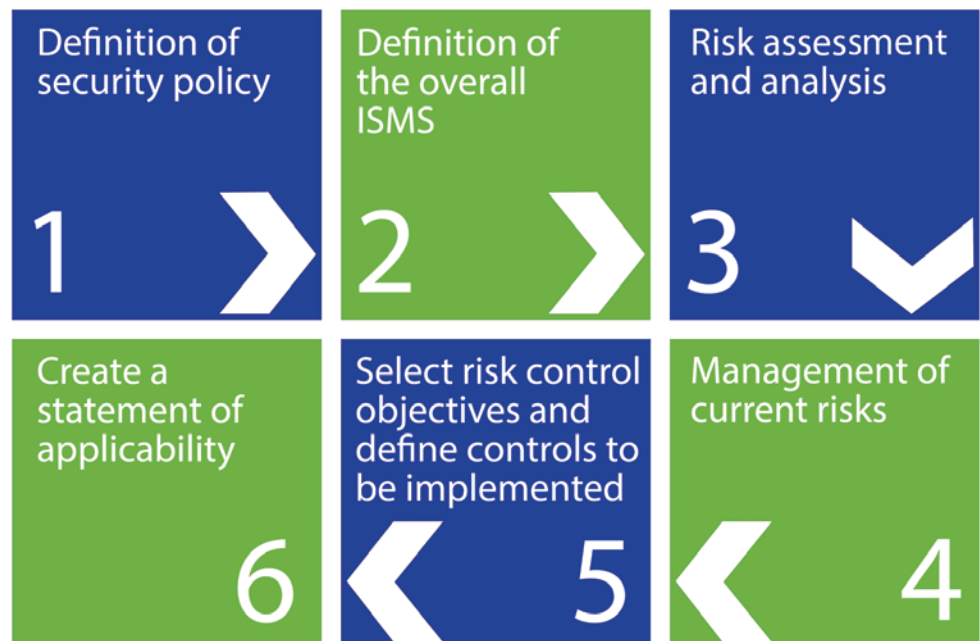 Definition of
security policy
1
Definition of
the overall
ISMS
2
Risk assessment
and analysis
3
Management of
current risks
4
Select risk control
objectives and
define controls to
be implemented
5
Create a
statement of
applicability
6